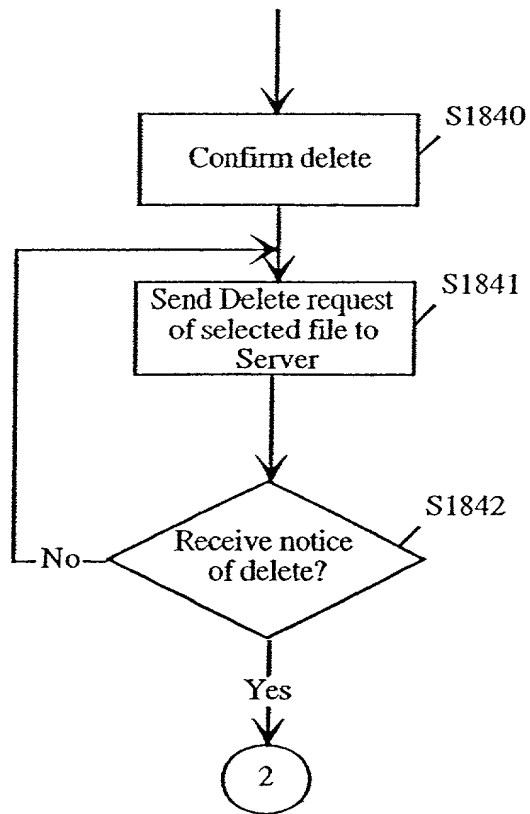 S1840
Confirm delete
S1841
Send Delete request
of selected file to
Server
S1842
Receive notice
of delete?
No
Yes
2